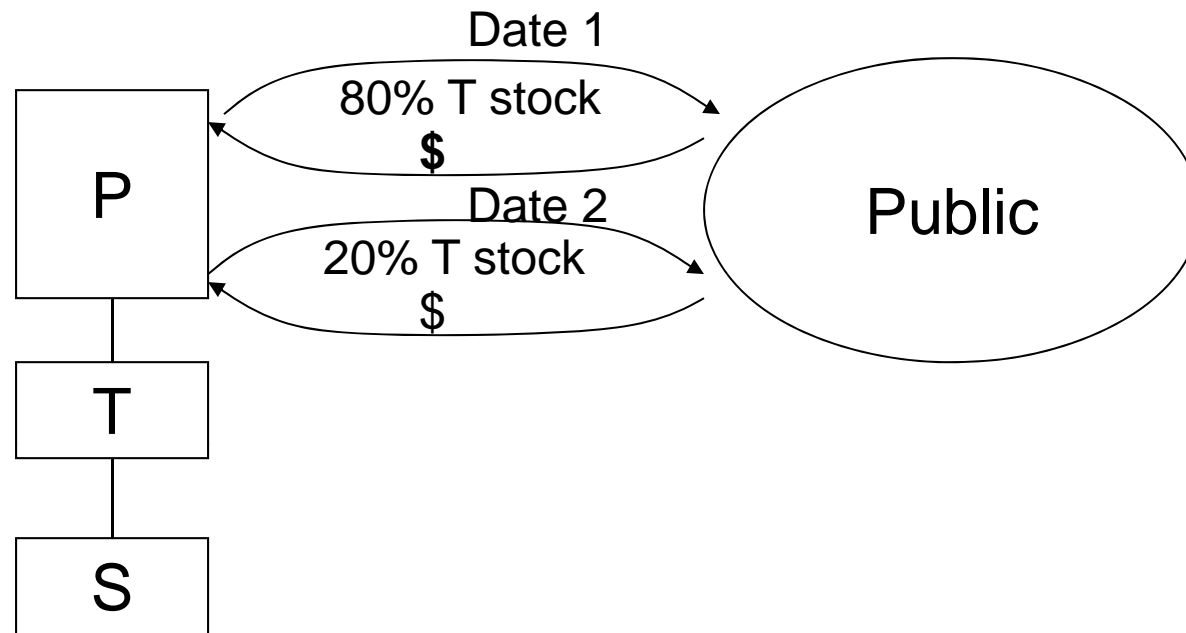 Date 1
80% T stock
$
P
Date 2
Public
20% T stock
$
T
S